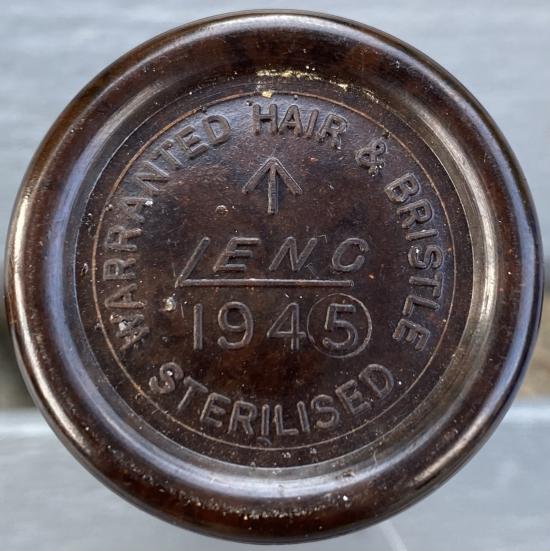 WARRANTED HAIR & BRISTLE
LENC
1945
STERILISED